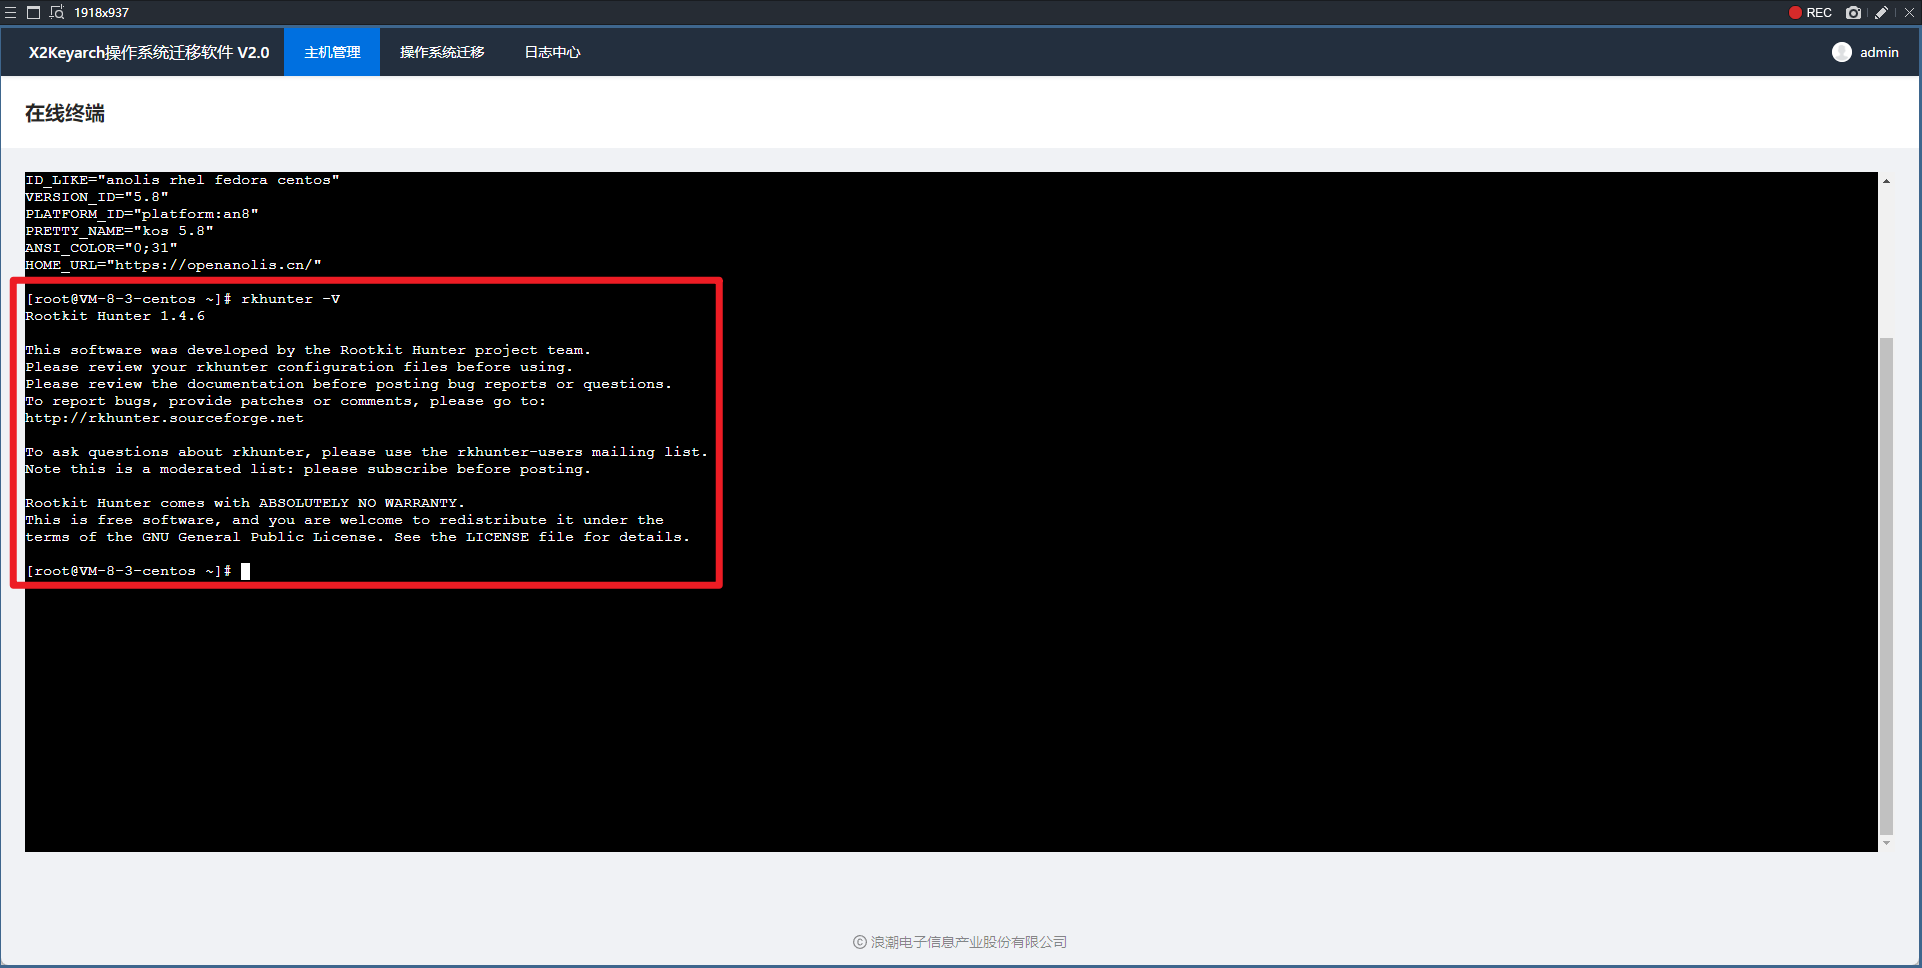 1918x937
REC
X2Keyarch操作系统迁移软件 V2.0
主机管理
操作系统迁移
日志中心
admin
在线终端
ID_LIKE="anolis rhel fedora centos"
VERSION_ID="5.8"
PLATFORM_ID="platform:an8"
PRETTY_NAME="kos 5.8"
ANSI_COLOR="0;31"
HOME_URL="https://openanolis.cn/"
[root@VM-8-3-centos ~]# rkhunter -V
Rootkit Hunter 1.4.6
This software was developed by the Rootkit Hunter project team.
Please review your rkhunter configuration files before using.
Please review the documentation before posting bug reports or questions.
To report bugs, provide patches or comments, please go to:
http://rkhunter.sourceforge.net
To ask questions about rkhunter, please use the rkhunter-users mailing list.
Note this is a moderated list: please subscribe before posting.
Rootkit Hunter comes with ABSOLUTELY NO WARRANTY.
This is free software, and you are welcome to redistribute it under the
terms of the GNU General Public License. See the LICENSE file for details.
[root@VM-8-3-centos ~]#
© 浪潮电子信息产业股份有限公司